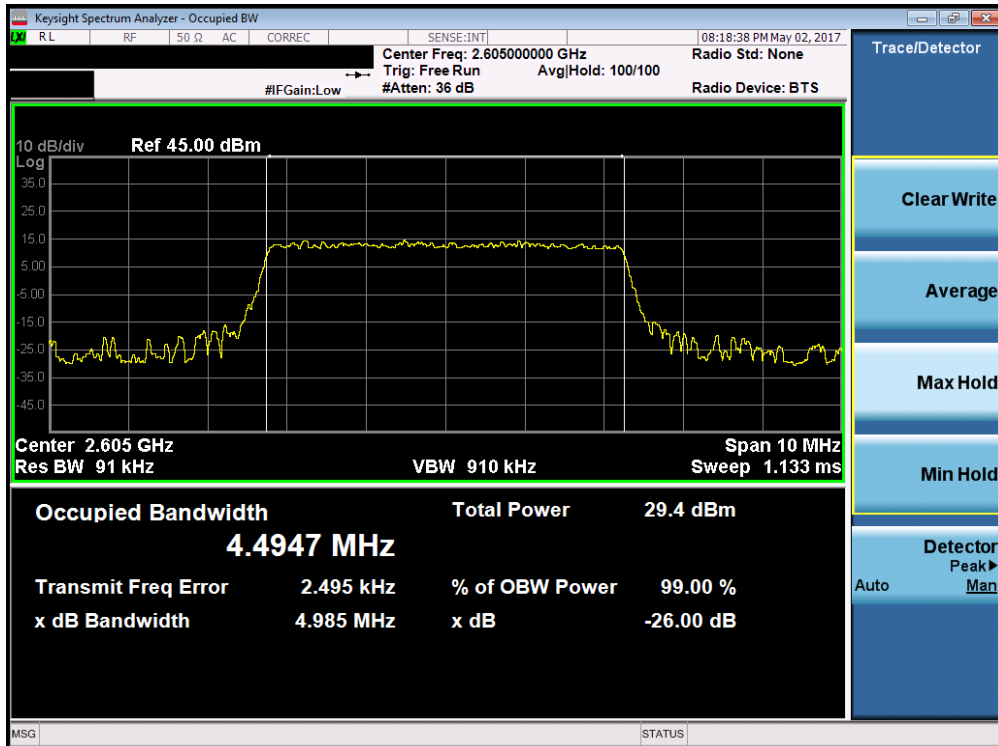 Keysight Spectrum Analyzer - Occupied BW
LXI RL RF 50 Ω AC CORREC SENSE:INT 08:18:38 PM May 02, 2017
Center Freq: 2.605000000 GHz Radio Std: None
Trig: Free Run Avg|Hold: 100/100
#IFGain:Low #Atten: 36 dB Radio Device: BTS
10 dB/div Ref 45.00 dBm
Log
35.0
25.0
15.0
5.00
-5.00
-15.0
-25.0
-35.0
-45.0
Center 2.605 GHz Span 10 MHz
Res BW 91 kHz VBW 910 kHz Sweep 1.133 ms
Occupied Bandwidth Total Power 29.4 dBm
4.4947 MHz
Transmit Freq Error 2.495 kHz % of OBW Power 99.00 %
x dB Bandwidth 4.985 MHz x dB -26.00 dB
MSG STATUS
Trace/Detector
Clear Write
Average
Max Hold
Min Hold
Detector
Peak▶
Auto Man